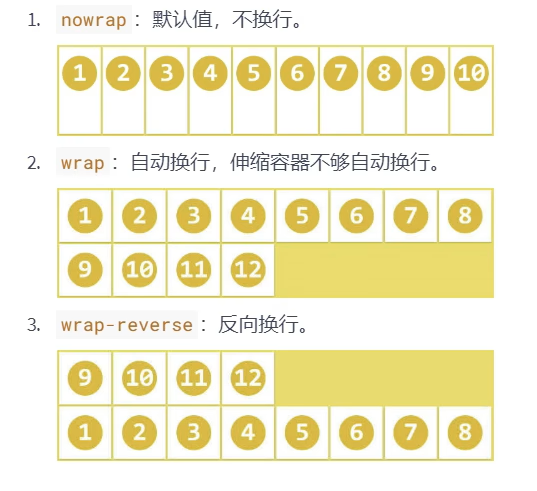 1. nowrap：默认值，不换行。
1 2 3 4 5 6 7 8 9 10
2. wrap：自动换行，伸缩容器不够自动换行。
1 2 3 4 5 6 7 8
9 10 11 12
3. wrap-reverse：反向换行。
9 10 11 12
1 2 3 4 5 6 7 8